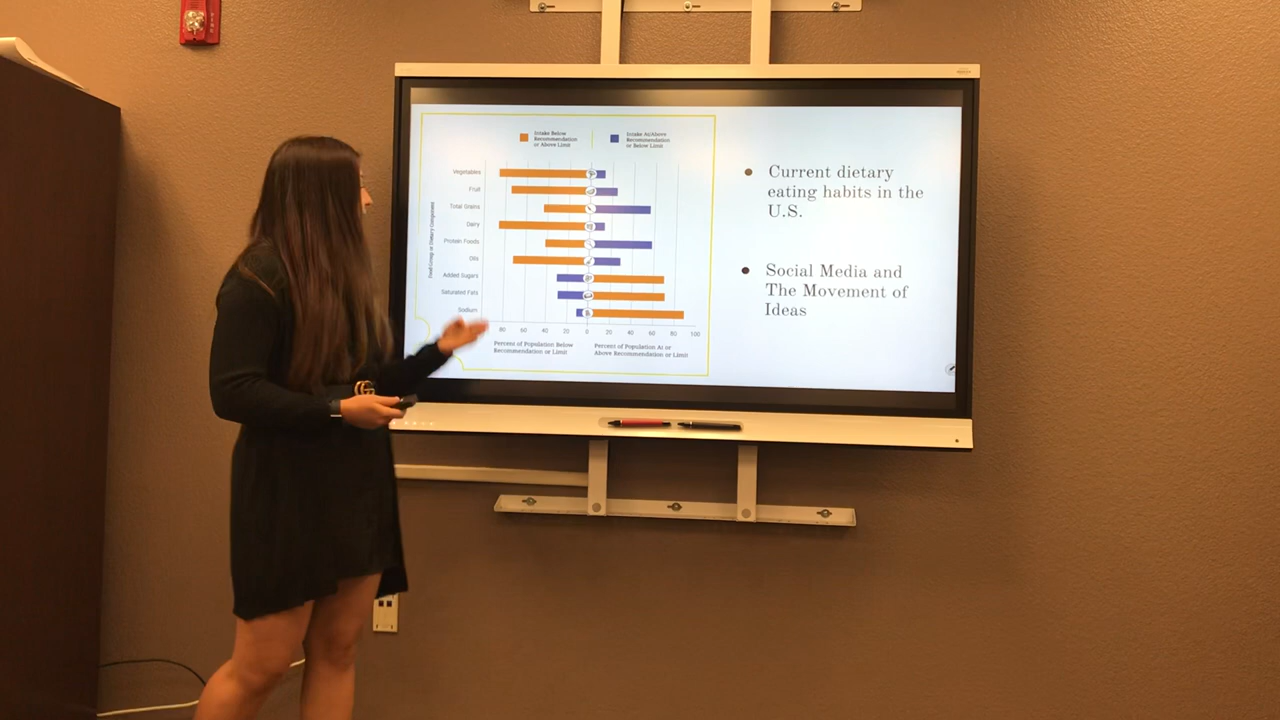 FIRE
Intake Below
Recommendation
or Above Limit
Intake At/Above
Recommendation
or Below Limit
Food Group or Dietary Component
Vegetables
Fruit
Total Grains
Dairy
Protein Foods
Oils
Added Sugars
Saturated Fats
Sodium
80 60 40 20 0 20 40 60 80 100
Percent of Population Below
Recommendation or Limit
Percent of Population At or
Above Recommendation or Limit
• Current dietary
eating habits in the
U.S.
• Social Media and
The Movement of
Ideas